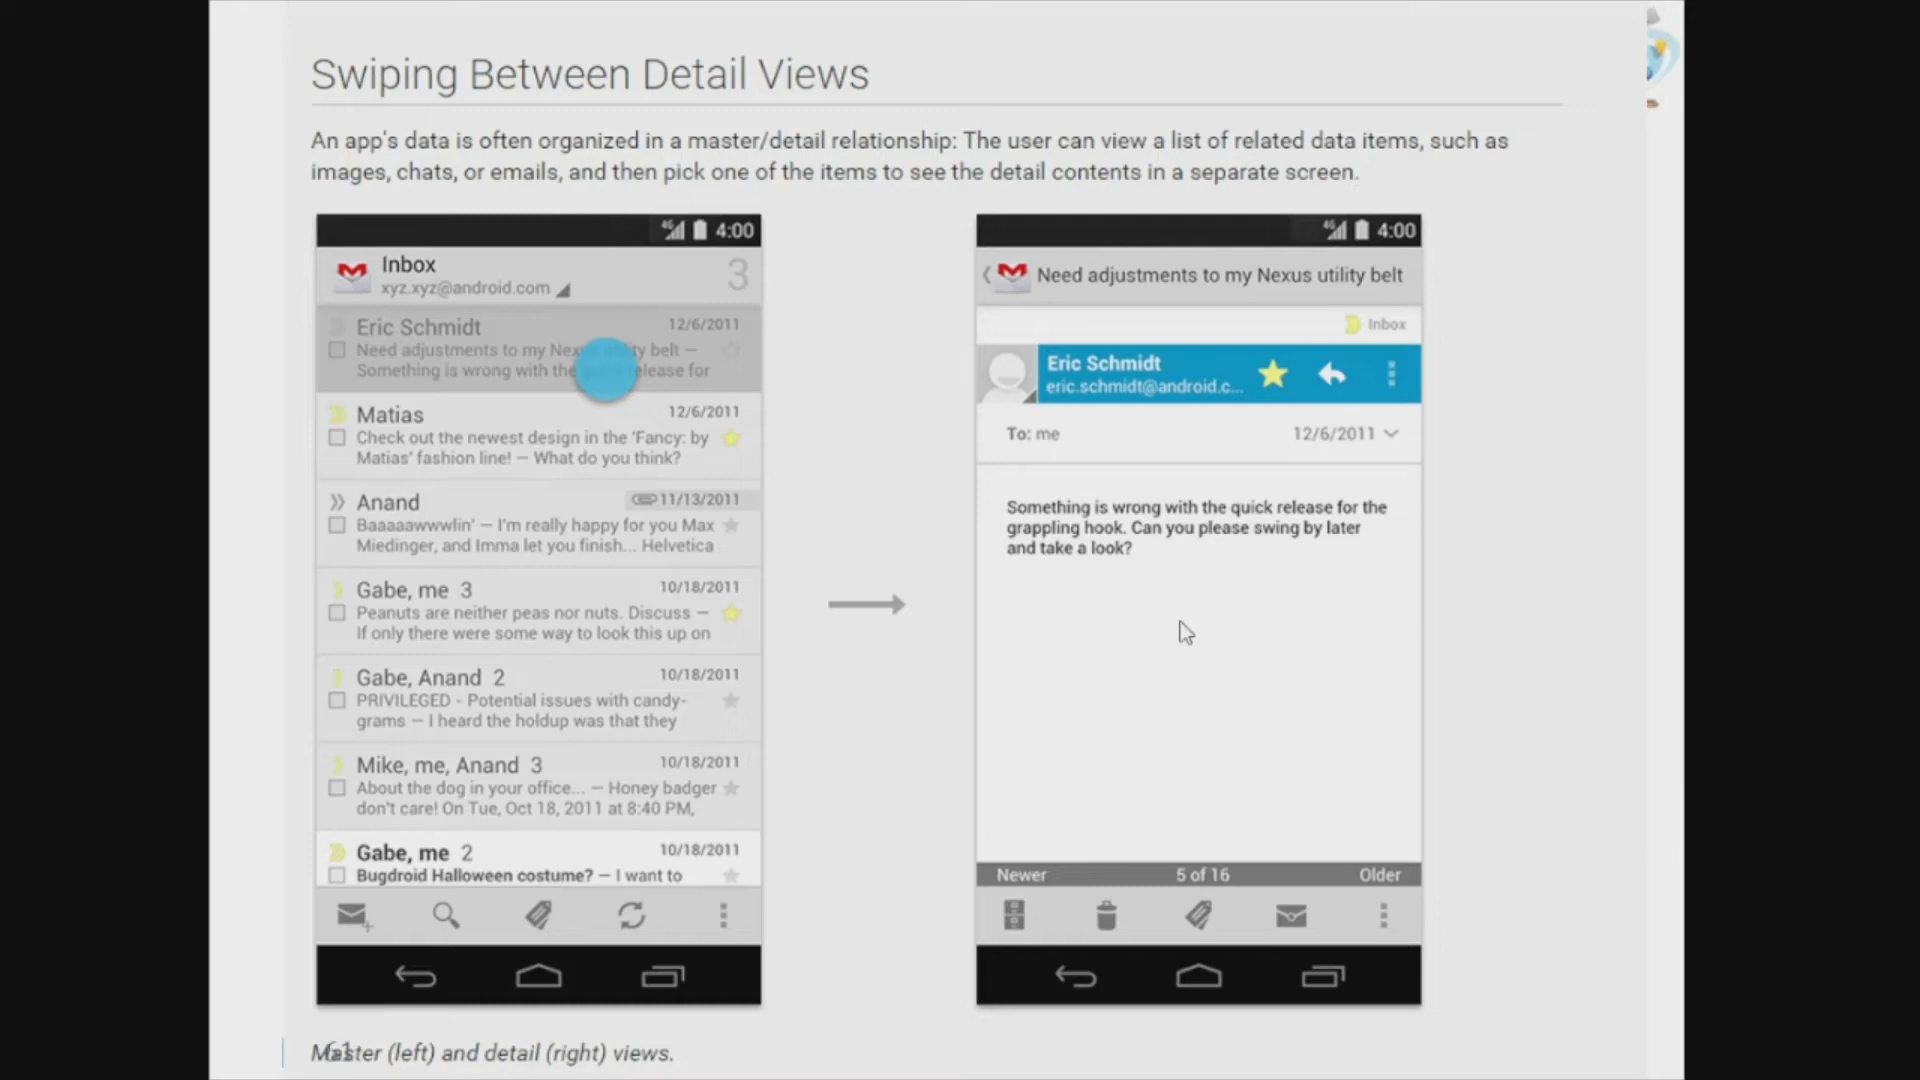 Swiping Between Detail Views
An app's data is often organized in a master/detail relationship: The user can view a list of related data items, such as
images, chats, or emails, and then pick one of the items to see the detail contents in a separate screen.
4G 4:00
Inbox
xyz.xyz@android.com
3
Eric Schmidt 12/6/2011
Need adjustments to my Nexus utility belt –
Something is wrong with the quick release for
Matias 12/6/2011
Check out the newest design in the 'Fancy: by
Matias' fashion line! – What do you think?
Anand 11/13/2011
Baaaaawwwlin' – I'm really happy for you Max
Miedinger, and Imma let you finish... Helvetica
Gabe, me 3 10/18/2011
Peanuts are neither peas nor nuts. Discuss –
If only there were some way to look this up on
Gabe, Anand 2 10/18/2011
PRIVILEGED - Potential issues with candy-
grams – I heard the holdup was that they
Mike, me, Anand 3 10/18/2011
About the dog in your office... – Honey badger
don't care! On Tue, Oct 18, 2011 at 8:40 PM,
Gabe, me 2 10/18/2011
Bugdroid Halloween costume? – I want to
4G 4:00
Need adjustments to my Nexus utility belt
Inbox
Eric Schmidt
eric.schmidt@android.c...
To: me 12/6/2011
Something is wrong with the quick release for the
grappling hook. Can you please swing by later
and take a look?
Newer 5 of 16 Older
Master (left) and detail (right) views.
61